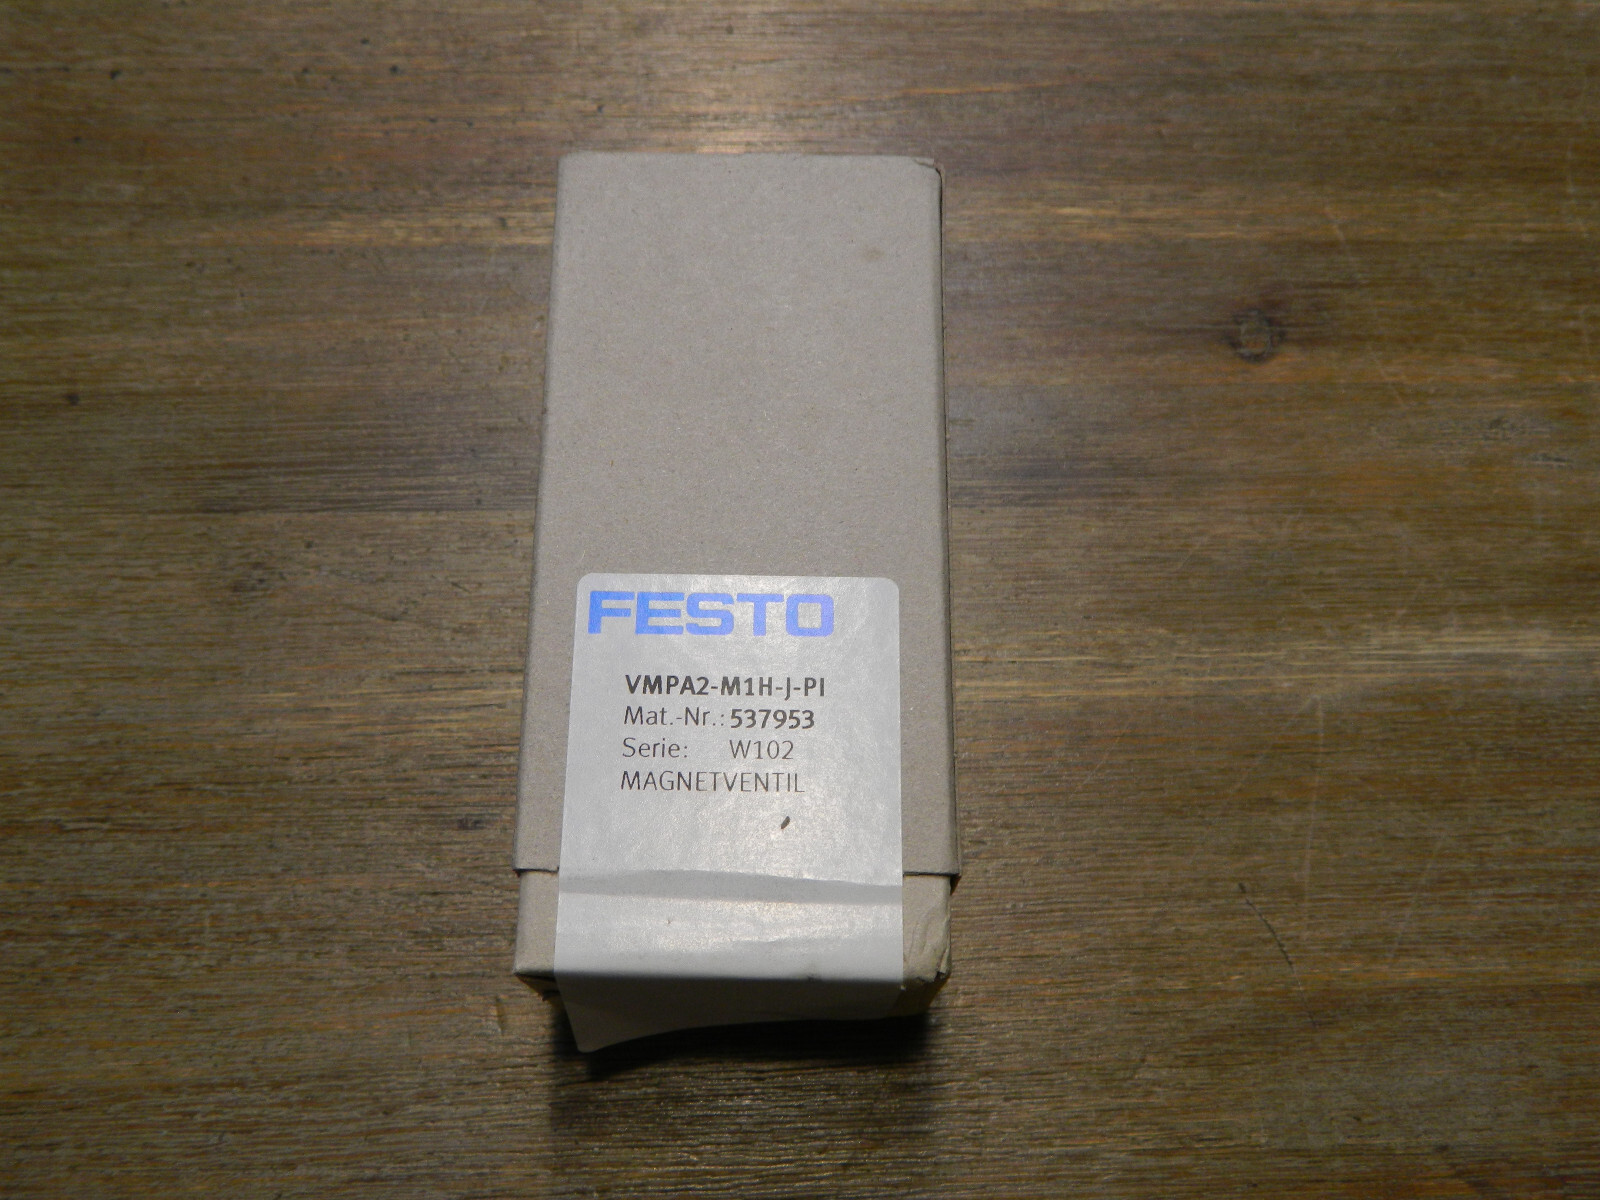 FESTO
VMPA2-M1H-J-PI
Mat.-Nr.: 537953
Serie: W102
MAGNETVENTIL